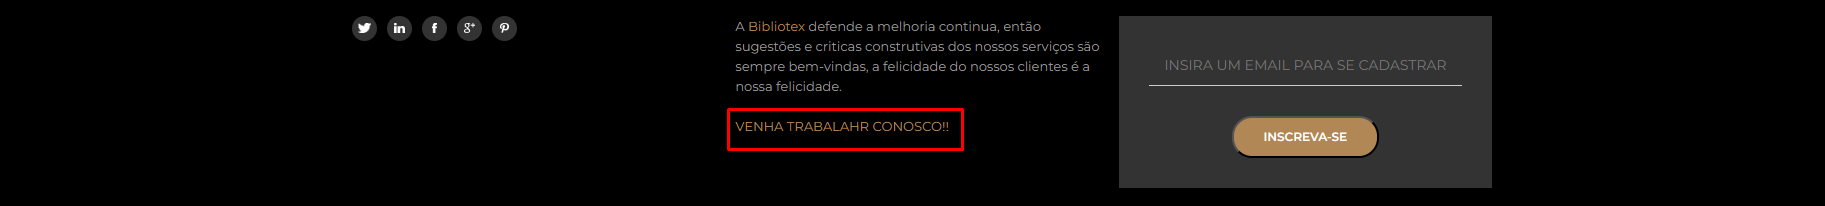 A Bibliotex defende a melhoria continua, então
sugestões e criticas construtivas dos nossos serviços são
sempre bem-vindas, a felicidade do nossos clientes é a
nossa felicidade.
VENHA TRABALAHR CONOSCO!!
INSIRA UM EMAIL PARA SE CADASTRAR
INSCREVA-SE